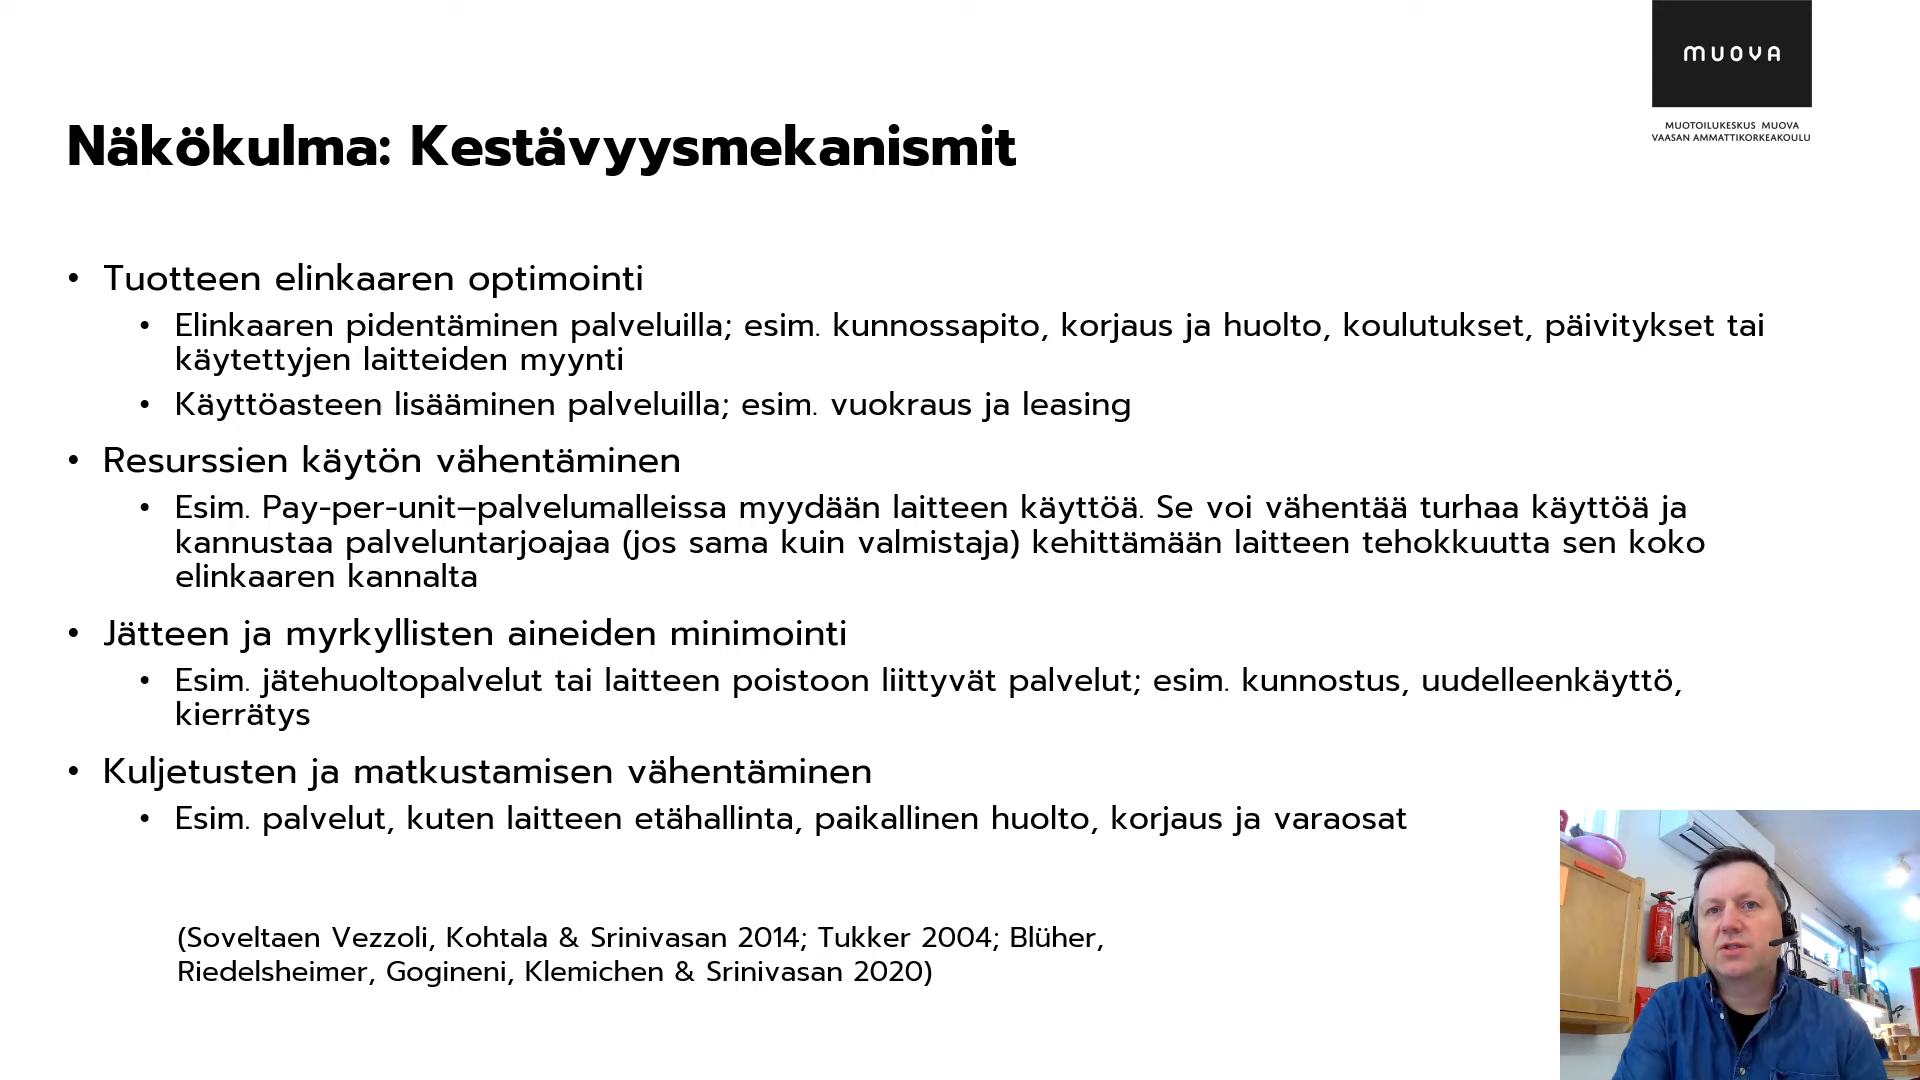 MUOVA
MUOTOILUKESKUS MUOVA
VAASAN AMMATTIKORKEAKOULU
Näkökulma: Kestävyysmekanismit
• Tuotteen elinkaaren optimointi
• Elinkaaren pidentäminen palveluilla; esim. kunnossapito, korjaus ja huolto, koulutukset, päivitykset tai
käytettyjen laitteiden myynti
• Käyttöasteen lisääminen palveluilla; esim. vuokraus ja leasing
• Resurssien käytön vähentäminen
• Esim. Pay-per-unit–palvelumalleissa myydään laitteen käyttöä. Se voi vähentää turhaa käyttöä ja
kannustaa palveluntarjoajaa (jos sama kuin valmistaja) kehittämään laitteen tehokkuutta sen koko
elinkaaren kannalta
• Jätteen ja myrkyllisten aineiden minimointi
• Esim. jätehuoltopalvelut tai laitteen poistoon liittyvät palvelut; esim. kunnostus, uudelleenkäyttö,
kierrätys
• Kuljetusten ja matkustamisen vähentäminen
• Esim. palvelut, kuten laitteen etähallinta, paikallinen huolto, korjaus ja varaosat
(Soveltaen Vezzoli, Kohtala & Srinivasan 2014; Tukker 2004; Blüher,
Riedelsheimer, Gogineni, Klemichen & Srinivasan 2020)